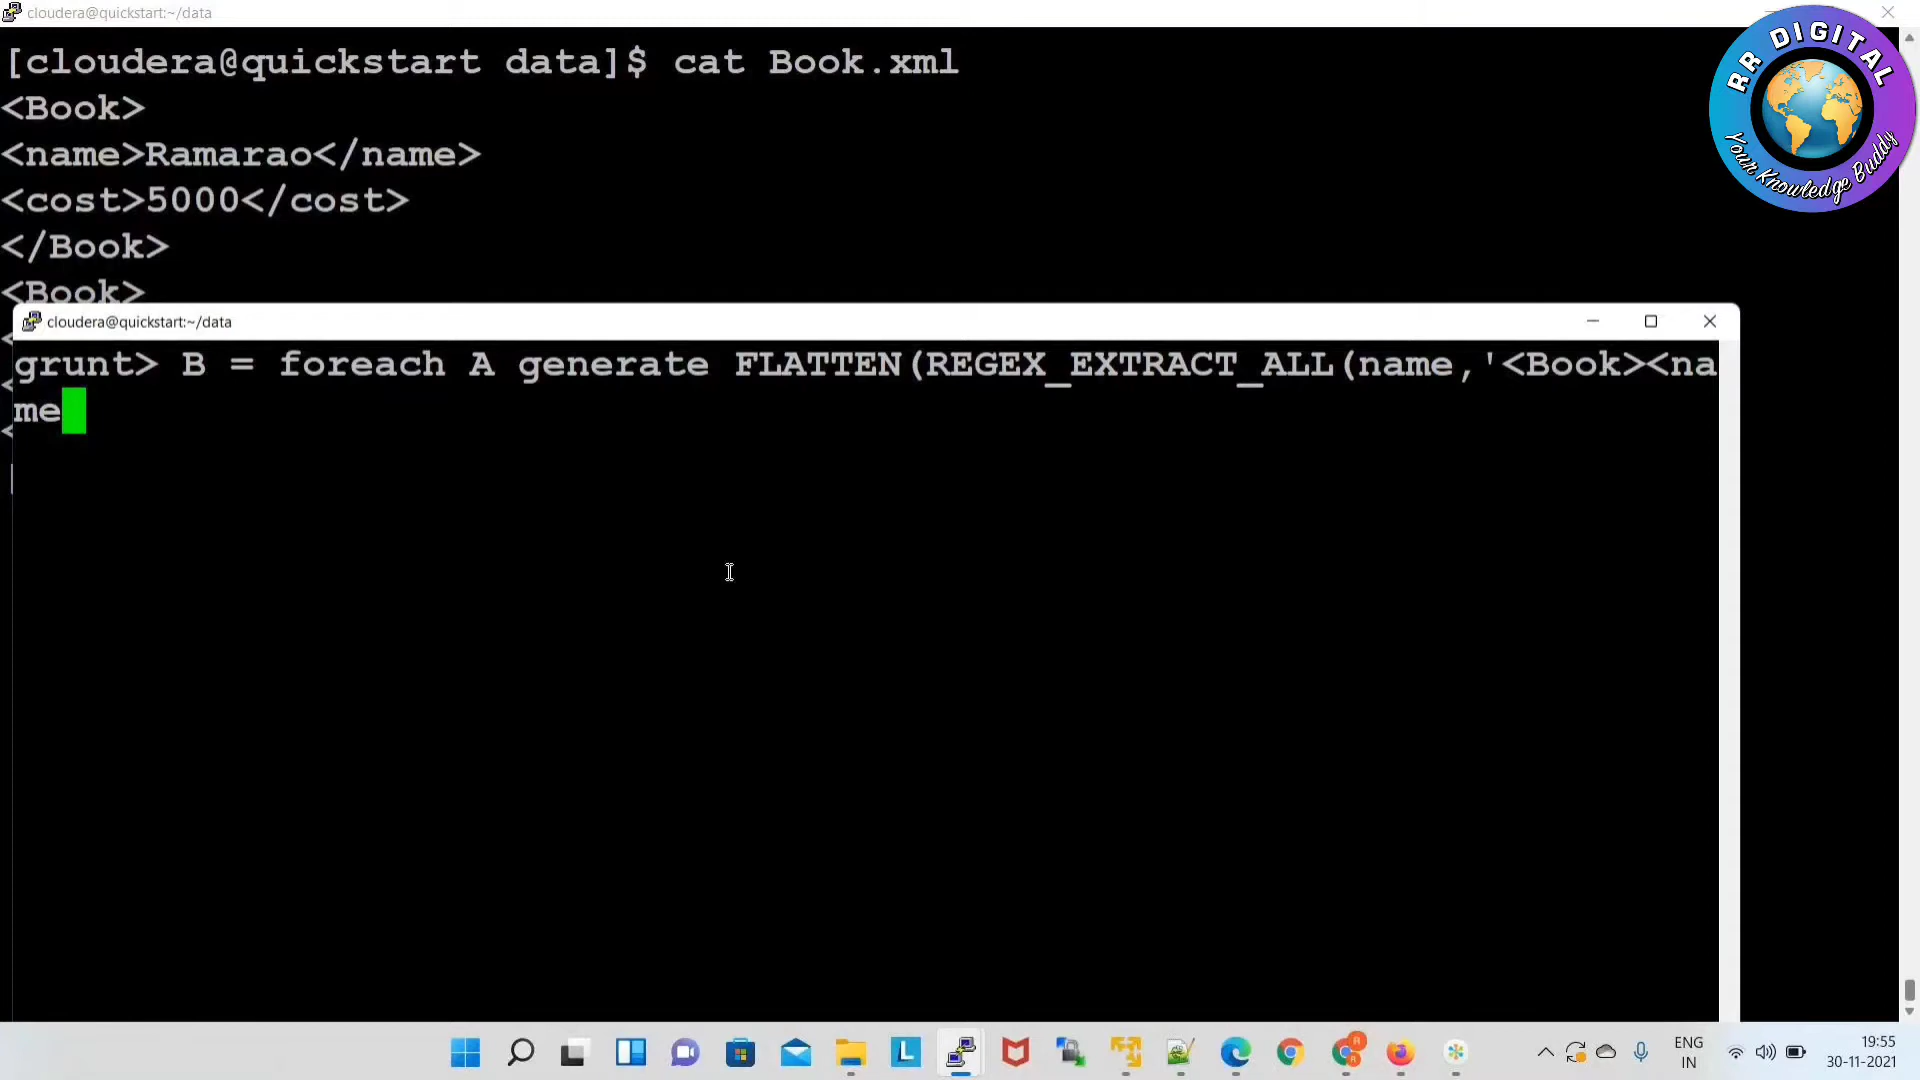 cloudera@quickstart:~/data
[cloudera@quickstart data]$ cat Book.xml
<Book>
<name>Ramarao</name>
<cost>5000</cost>
</Book>
<Book>
<
<
<
cloudera@quickstart:~/data
grunt> B = foreach A generate FLATTEN(REGEX_EXTRACT_ALL(name,'<Book><na
me
RR DIGITAL
Your Knowledge Buddy
ENG
IN
19:55
30-11-2021